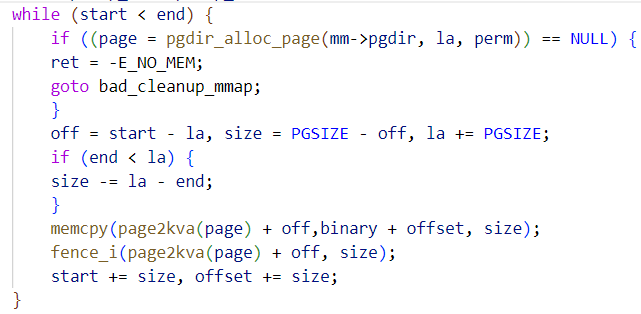 while (start < end) {
if ((page = pgdir_alloc_page(mm->pgdir, la, perm)) == NULL) {
ret = -E_NO_MEM;
goto bad_cleanup_mmap;
}
off = start - la, size = PGSIZE - off, la += PGSIZE;
if (end < la) {
size -= la - end;
}
memcpy(page2kva(page) + off,binary + offset, size);
fence_i(page2kva(page) + off, size);
start += size, offset += size;
}